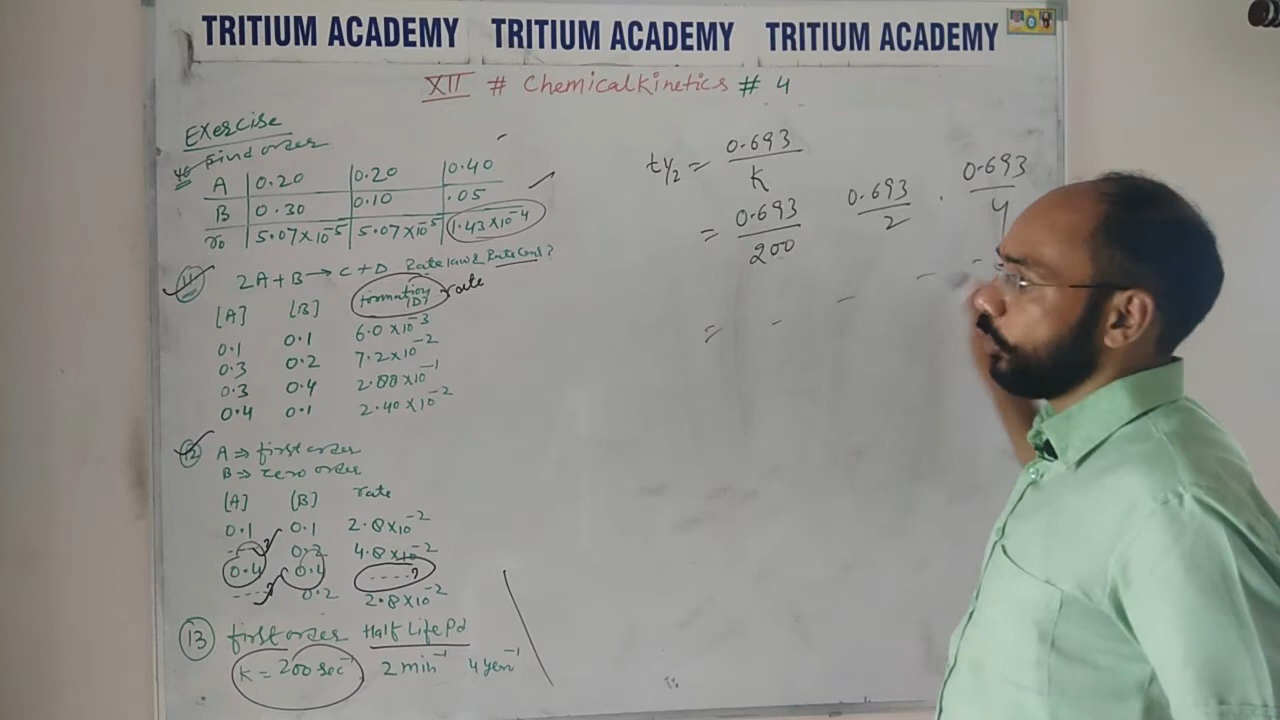 TRITIUM ACADEMY TRITIUM ACADEMY TRITIUM ACADEMY
XII # Chemical Kinetics # 4
Exercise
Find order
A 0.20 0.20 0.40
B 0.30 0.10 .05
r₀ 5.07×10⁻⁵ 5.07×10⁻⁵ 1.43×10⁻⁴
11 2A + B → C + D Rate law & Rate Cons?
[A] [B] formation [D] rate
0.1 0.1 6.0×10⁻³
0.3 0.2 7.2×10⁻²
0.3 0.4 2.88×10⁻¹
0.4 0.1 2.40×10⁻²
12 A ⇒ first order
B ⇒ zero order
[A] [B] rate
0.1 0.1 2.0×10⁻²
--? 0.2 4.0×10⁻²
0.4 0.4 ----?
----? 0.2 2.0×10⁻²
13 first order Half Life Pd
K = 200 sec⁻¹ 2 min⁻¹ 4 year⁻¹
t½ = 0.693/K
= 0.693/200 0.693/2 . 0.693/4
= - - - -